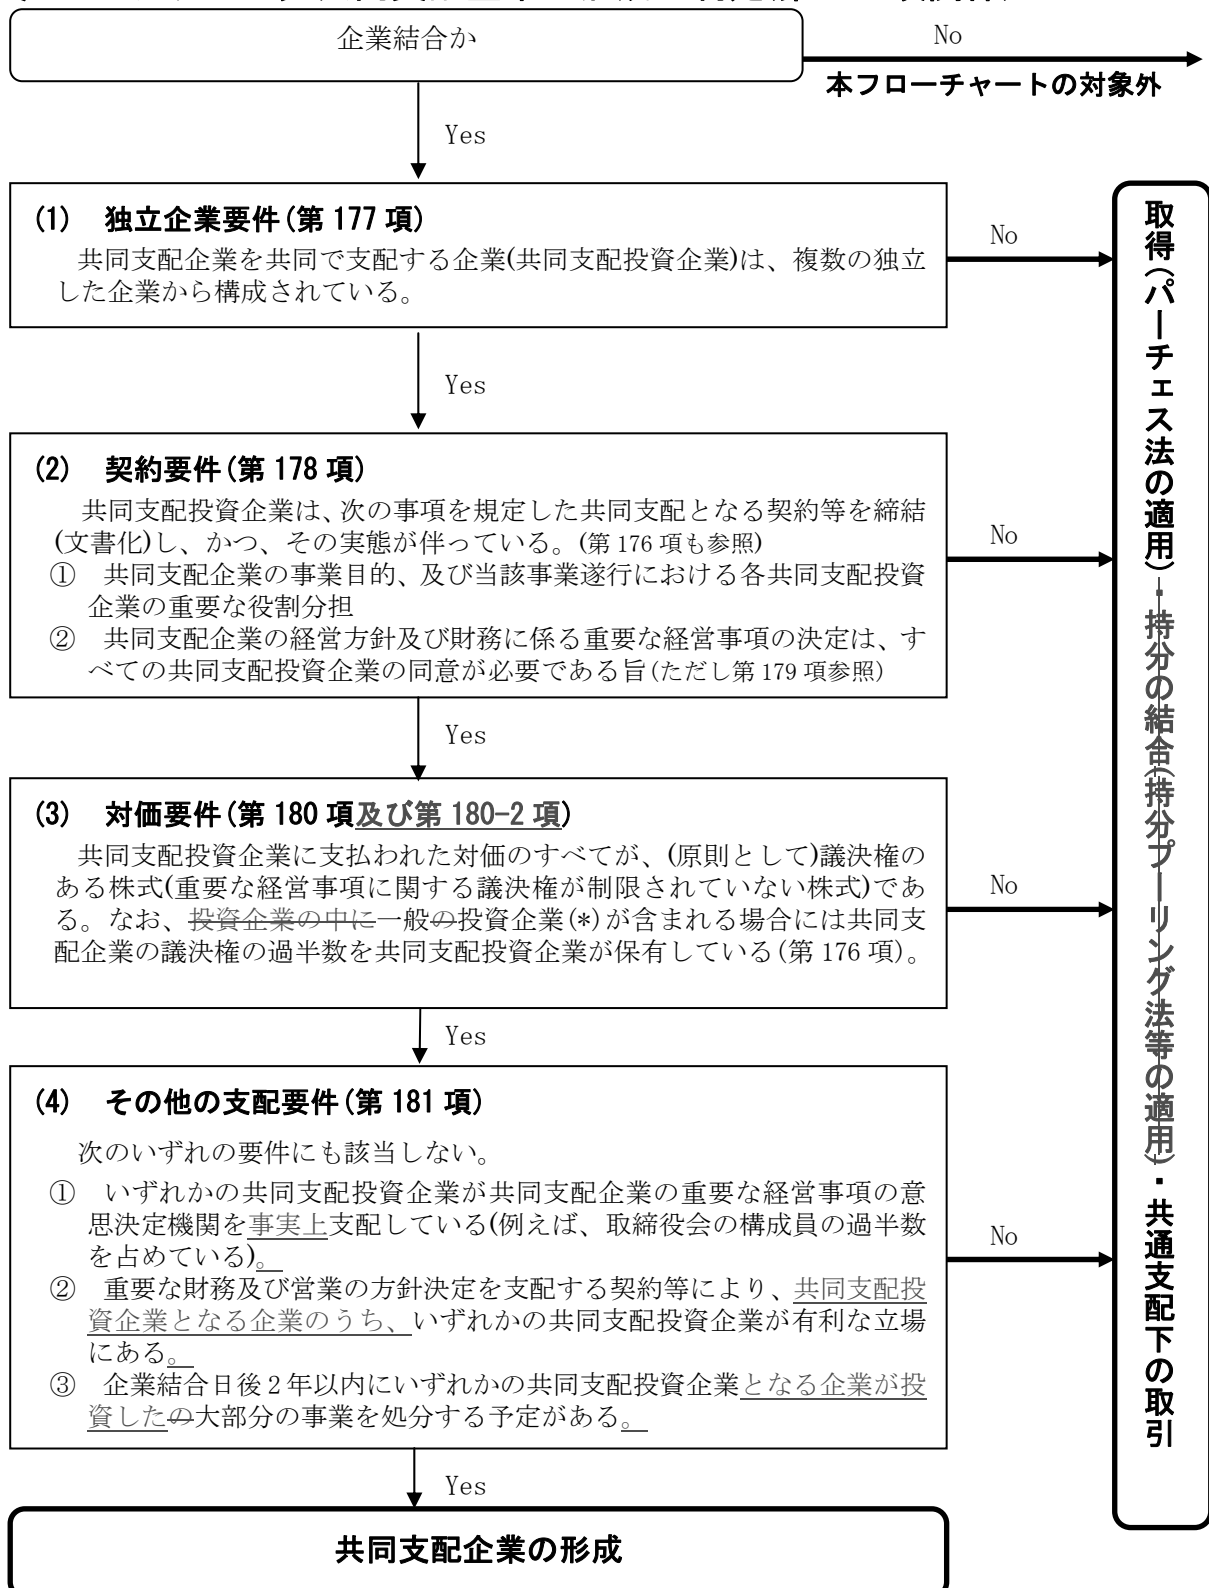 企業結合か
No
本フローチャートの対象外
Yes
(1) 独立企業要件(第 177 項)
共同支配企業を共同で支配する企業(共同支配投資企業)は、複数の独立
した企業から構成されている。
No
Yes
(2) 契約要件(第 178 項)
共同支配投資企業は、次の事項を規定した共同支配となる契約等を締結
(文書化)し、かつ、その実態が伴っている。(第 176 項も参照)
① 共同支配企業の事業目的、及び当該事業遂行における各共同支配投資
企業の重要な役割分担
② 共同支配企業の経営方針及び財務に係る重要な経営事項の決定は、す
べての共同支配投資企業の同意が必要である旨(ただし第 179 項参照)
No
Yes
(3) 対価要件(第 180 項及び第 180-2 項)
共同支配投資企業に支払われた対価のすべてが、(原則として)議決権の
ある株式(重要な経営事項に関する議決権が制限されていない株式)であ
る。なお、投資企業の中に一般の投資企業(*)が含まれる場合には共同支
配企業の議決権の過半数を共同支配投資企業が保有している(第 176 項)。
No
Yes
(4) その他の支配要件(第 181 項)
次のいずれの要件にも該当しない。
① いずれかの共同支配投資企業が共同支配企業の重要な経営事項の意
思決定機関を事実上支配している(例えば、取締役会の構成員の過半数
を占めている)。
② 重要な財務及び営業の方針決定を支配する契約等により、共同支配投
資企業となる企業のうち、いずれかの共同支配投資企業が有利な立場
にある。
③ 企業結合日後 2 年以内にいずれかの共同支配投資企業となる企業が投
資したの大部分の事業を処分する予定がある。
No
Yes
共同支配企業の形成
取得(パーチェス法の適用)・持分の結合(持分プーリング法等の適用)・共通支配下の取引